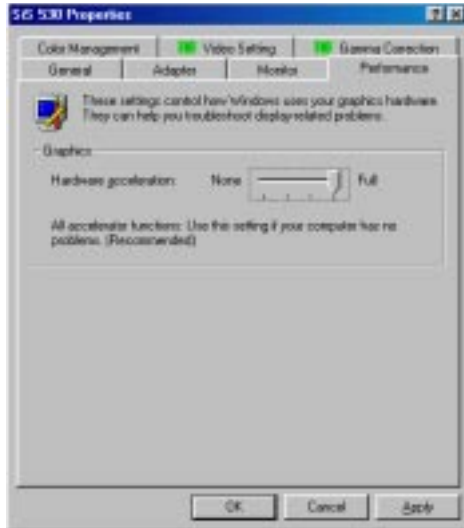 SiS 530 Properties
Color Management Video Setting Gamma Correction
General Adapter Monitor Performance
These settings control how Windows uses your graphics hardware.
They can help you troubleshoot display-related problems.
Graphics
Hardware acceleration: None Full
All accelerator functions: Use this setting if your computer has no
problems. (Recommended)
OK Cancel Apply